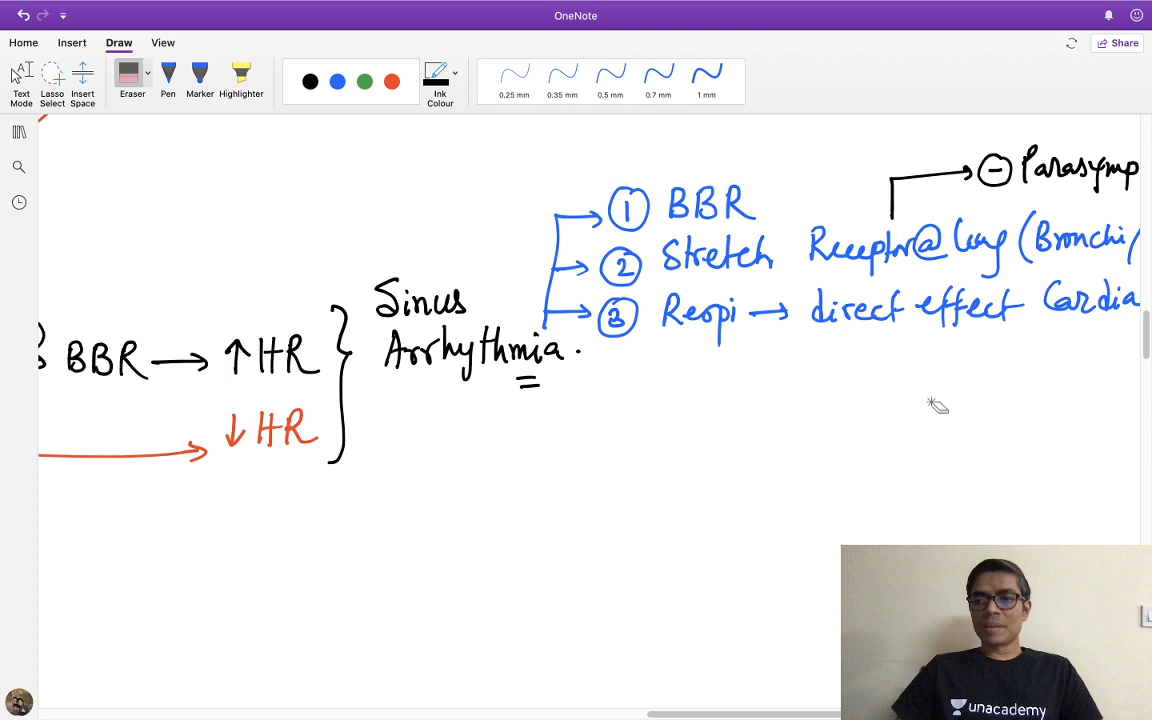 OneNote
Home Insert Draw View
Share
Text Mode
Lasso Select
Insert Space
Eraser
Pen
Marker
Highlighter
Ink Colour
0.25 mm 0.35 mm 0.5 mm 0.7 mm 1 mm
⊖ Parasymp
① BBR
② Stretch Receptor@ Lung (Bronchi/
③ Respi → direct effect Cardia
Sinus
Arrhythmia.
BBR → ↑ HR
↓ HR
unacademy